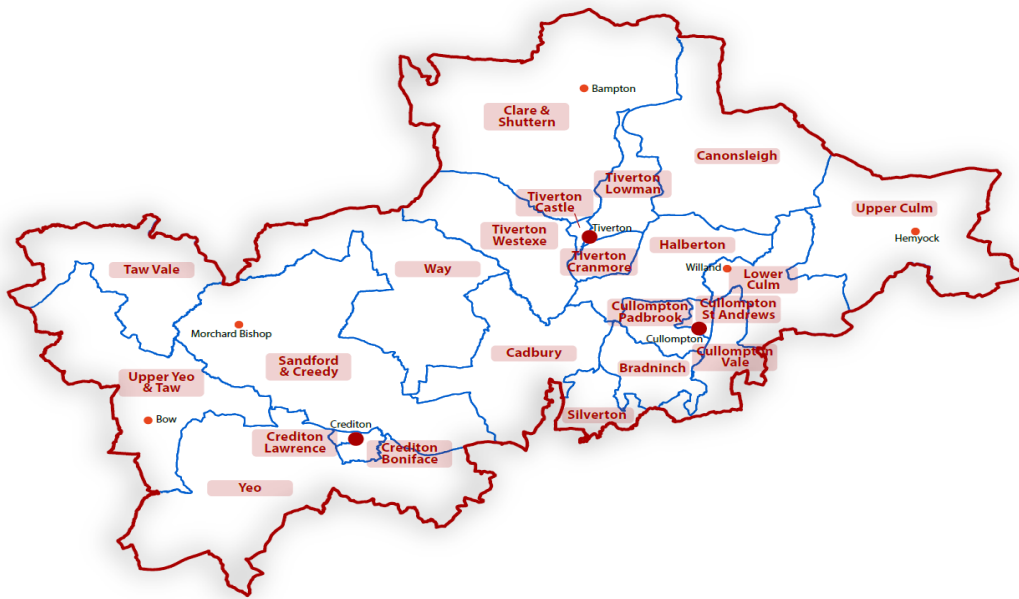 Bampton
Clare &
Shuttern
Canonsleigh
Tiverton
Lowman
Tiverton
Castle
Upper Culm
Tiverton
Westexe
Tiverton
Hemyock
Halberton
Tiverton
Cranmore
Way
Taw Vale
Willand
Lower
Culm
Cullompton
Padbrook
Cullompton
St Andrews
Morchard Bishop
Cullompton
Cadbury
Cullompton
Vale
Sandford
& Creedy
Bradninch
Upper Yeo
& Taw
Silverton
Bow
Crediton
Crediton
Lawrence
Crediton
Boniface
Yeo